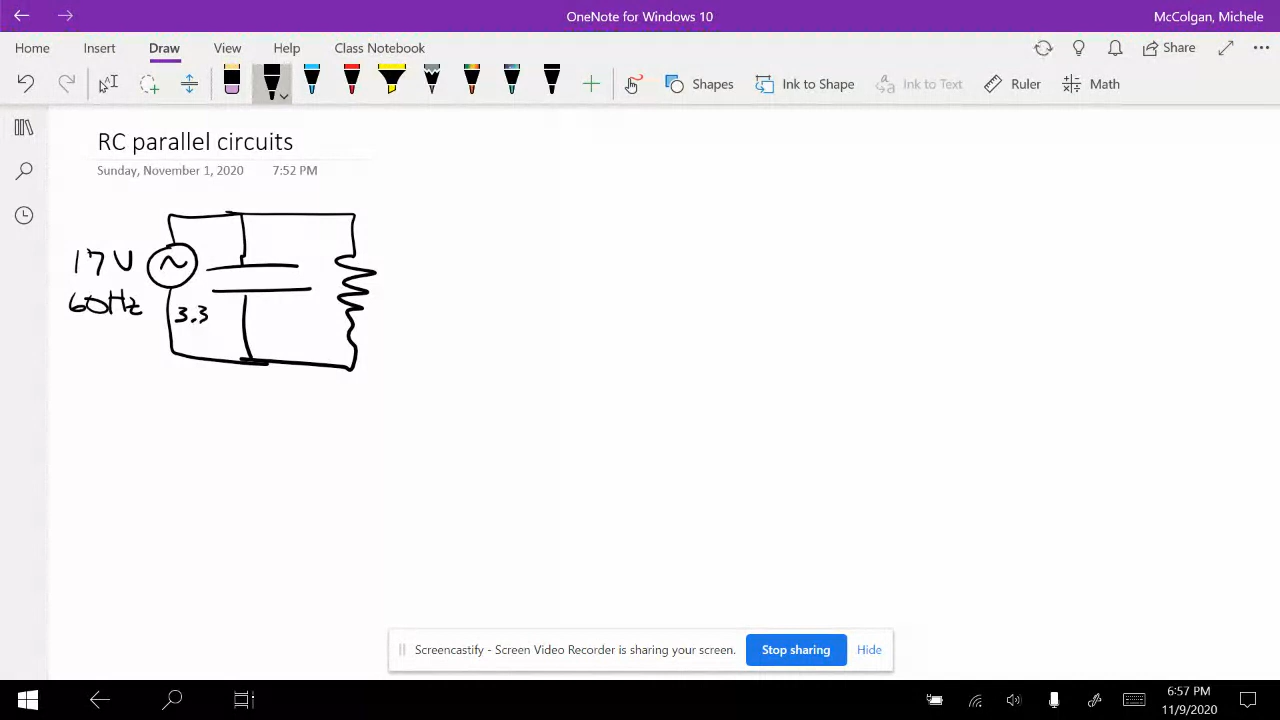 OneNote for Windows 10
McColgan, Michele
Home Insert Draw View Help Class Notebook
Share
Shapes Ink to Shape Ink to Text Ruler Math
RC parallel circuits
Sunday, November 1, 2020 7:52 PM
17V
60Hz
3.3
Screencastify - Screen Video Recorder is sharing your screen. Stop sharing Hide
6:57 PM
11/9/2020